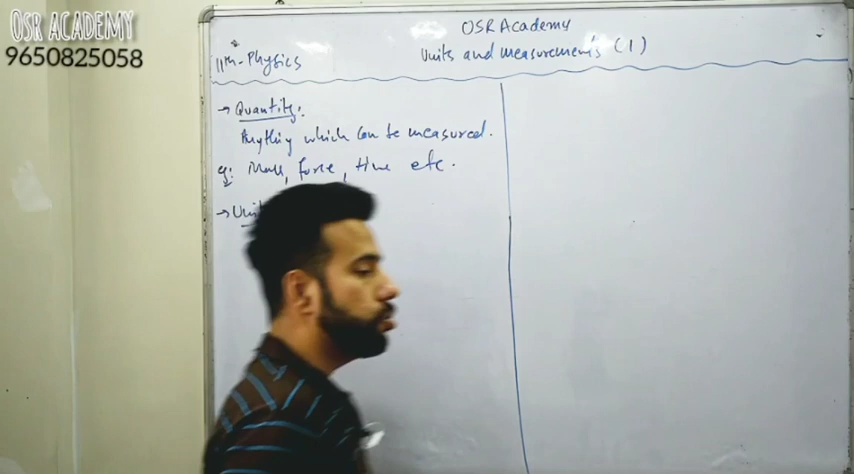 OSR ACADEMY
9650825058
OSR Academy
11th-Physics
Units and measurements (1)
→ Quantity:
Anything which can be measured.
eg: Mass, force, time etc.
→ Unit